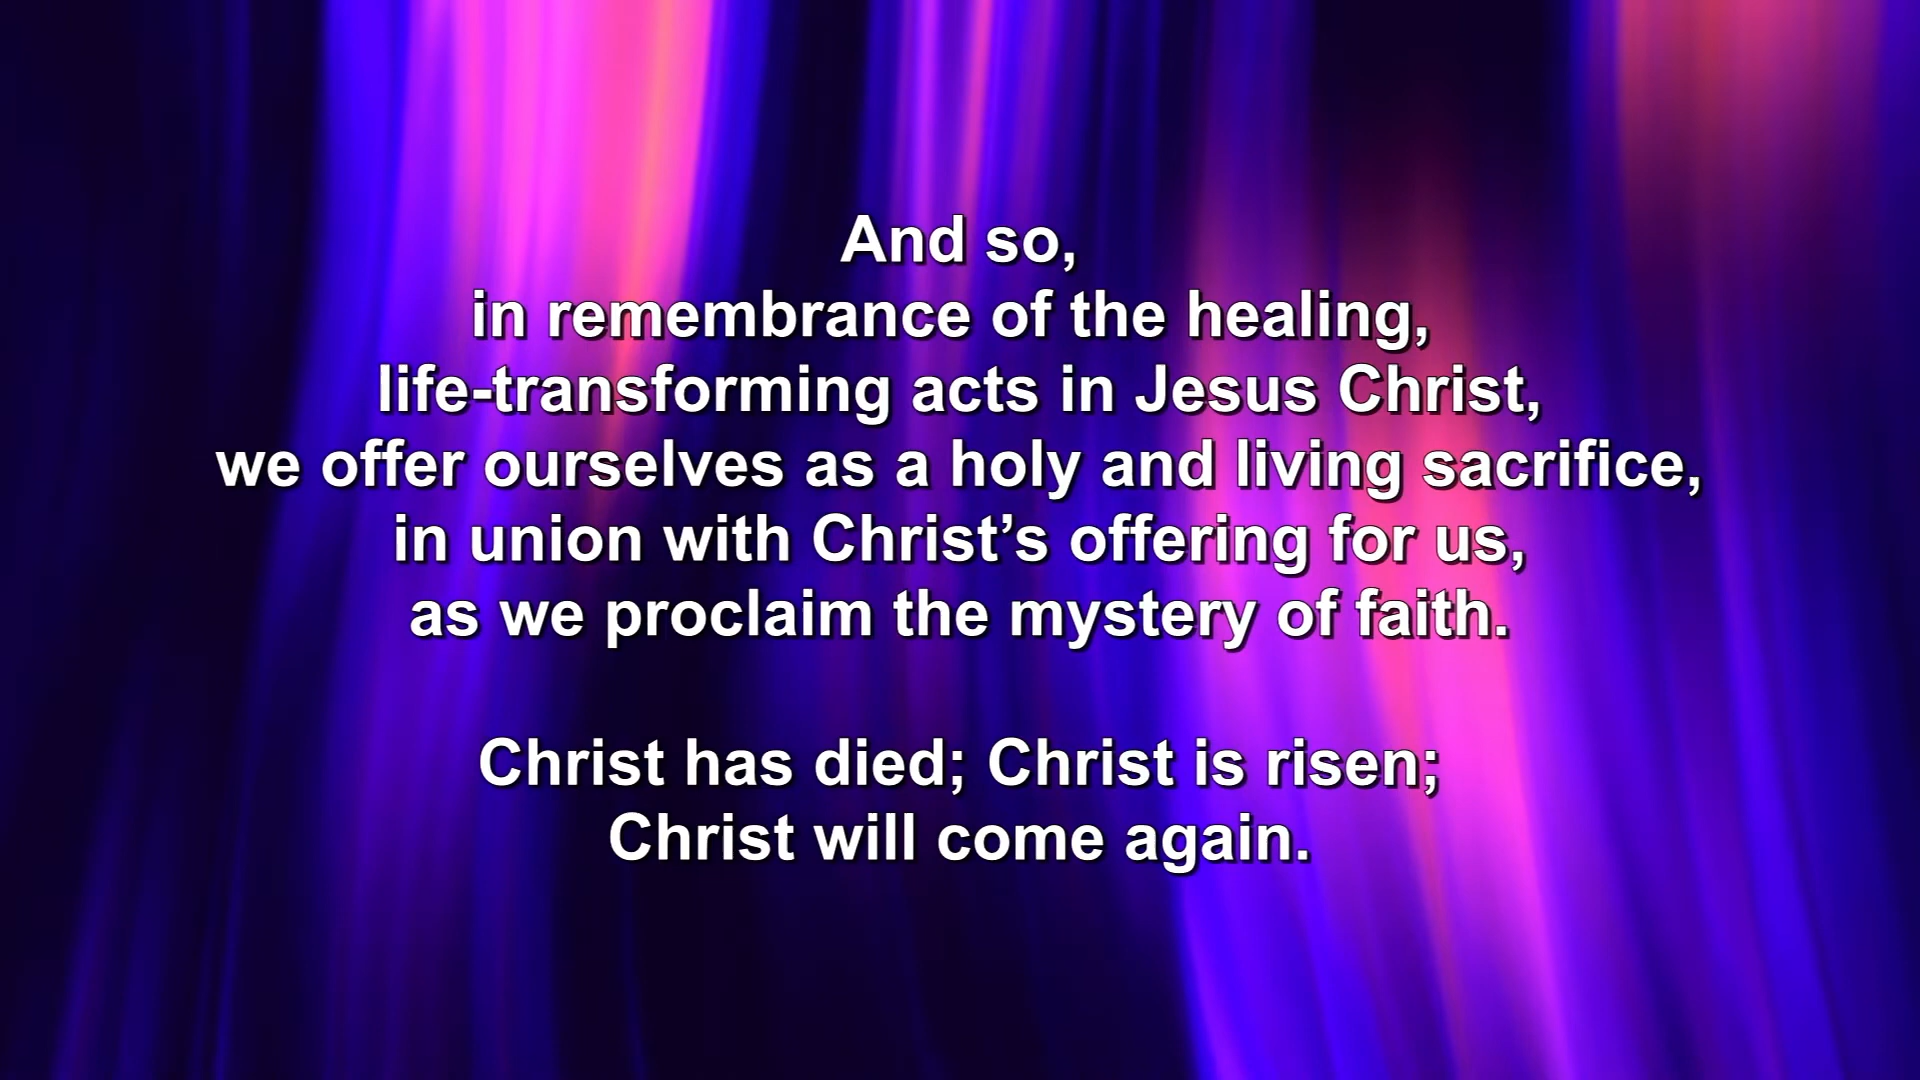 And so,
in remembrance of the healing,
life-transforming acts in Jesus Christ,
we offer ourselves as a holy and living sacrifice,
in union with Christ’s offering for us,
as we proclaim the mystery of faith.
Christ has died; Christ is risen;
Christ will come again.